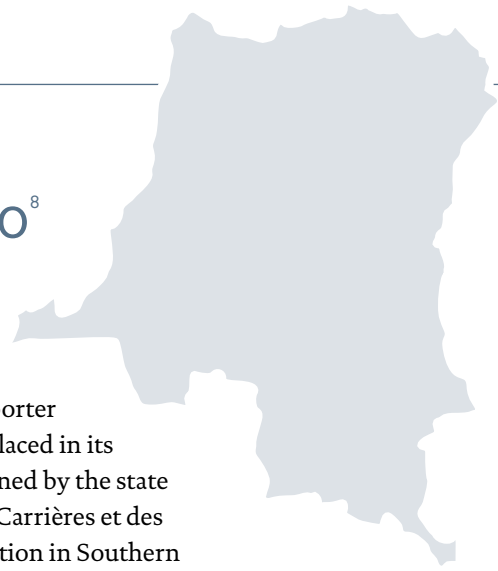 o⁸
orter
laced in its
ned by the state
Carrières et des
tion in Southern